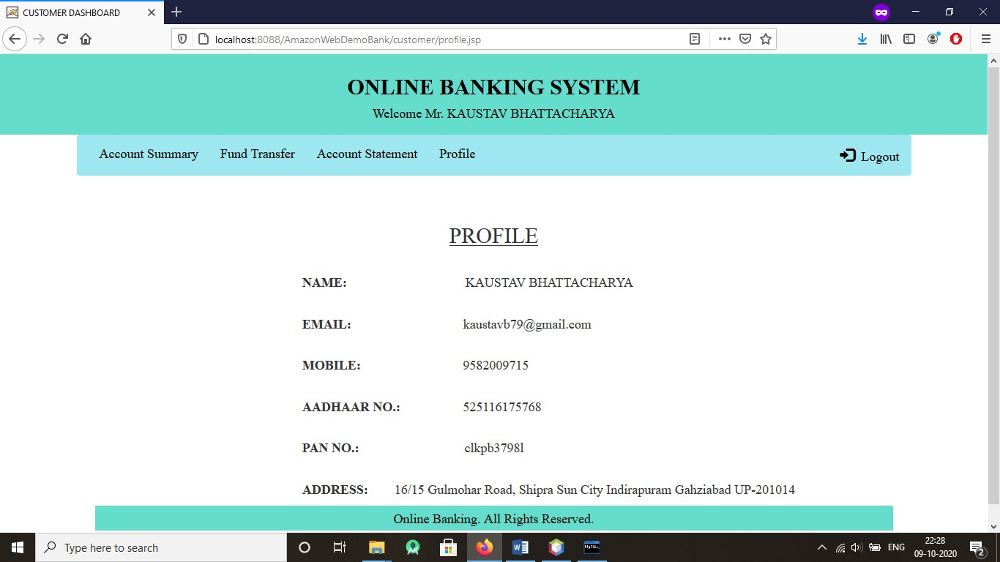 CUSTOMER DASHBOARD
localhost:8088/AmazonWebDemoBank/customer/profile.jsp
ONLINE BANKING SYSTEM
Welcome Mr. KAUSTAV BHATTACHARYA
Account Summary Fund Transfer Account Statement Profile Logout
PROFILE
NAME: KAUSTAV BHATTACHARYA
EMAIL: kaustavb79@gmail.com
MOBILE: 9582009715
AADHAAR NO.: 525116175768
PAN NO.: clkpb3798l
ADDRESS: 16/15 Gulmohar Road, Shipra Sun City Indirapuram Gahziabad UP-201014
Online Banking. All Rights Reserved.
Type here to search
ENG
22:28
09-10-2020
2